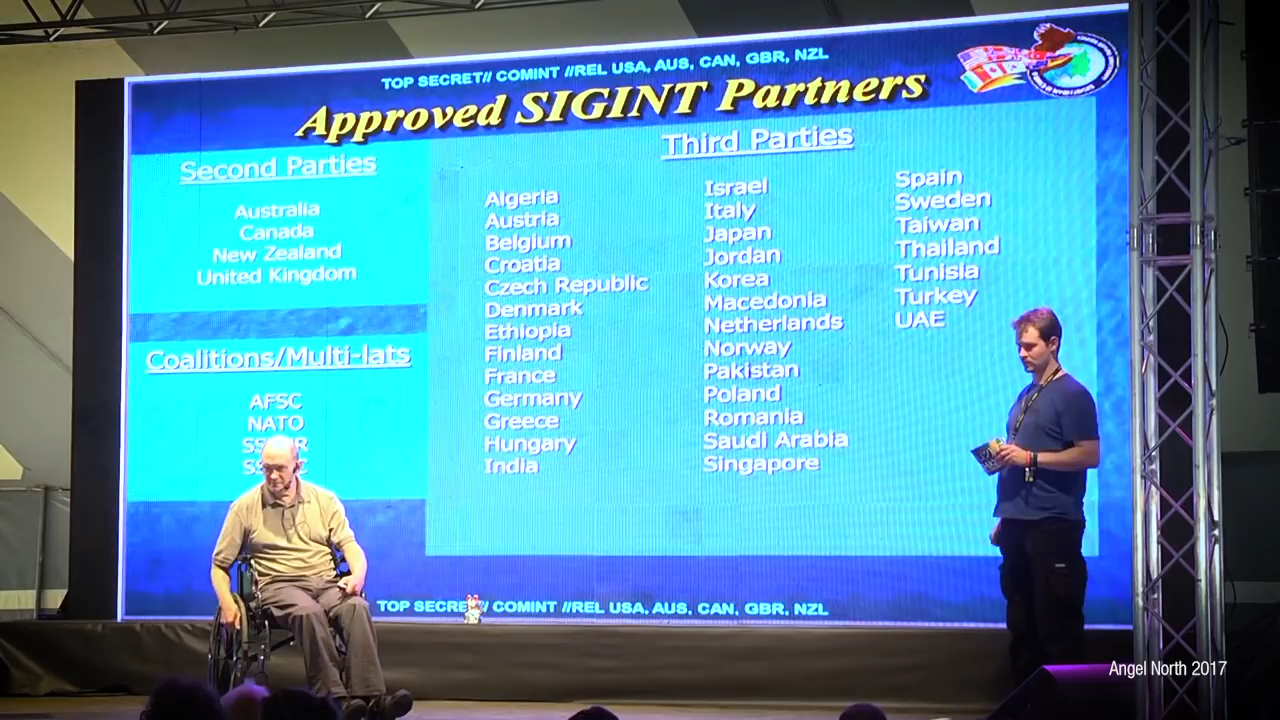 TOP SECRET// COMINT //REL USA, AUS, CAN, GBR, NZL
Approved SIGINT Partners
Second Parties
Australia
Canada
New Zealand
United Kingdom
Coalitions/Multi-lats
AFSC
NATO
Third Parties
Algeria
Austria
Belgium
Croatia
Czech Republic
Denmark
Ethiopia
Finland
France
Germany
Greece
Hungary
India
Israel
Italy
Japan
Jordan
Korea
Macedonia
Netherlands
Norway
Pakistan
Poland
Romania
Saudi Arabia
Singapore
Spain
Sweden
Taiwan
Thailand
Tunisia
Turkey
UAE
TOP SECRET// COMINT //REL USA, AUS, CAN, GBR, NZL
Angel North 2017